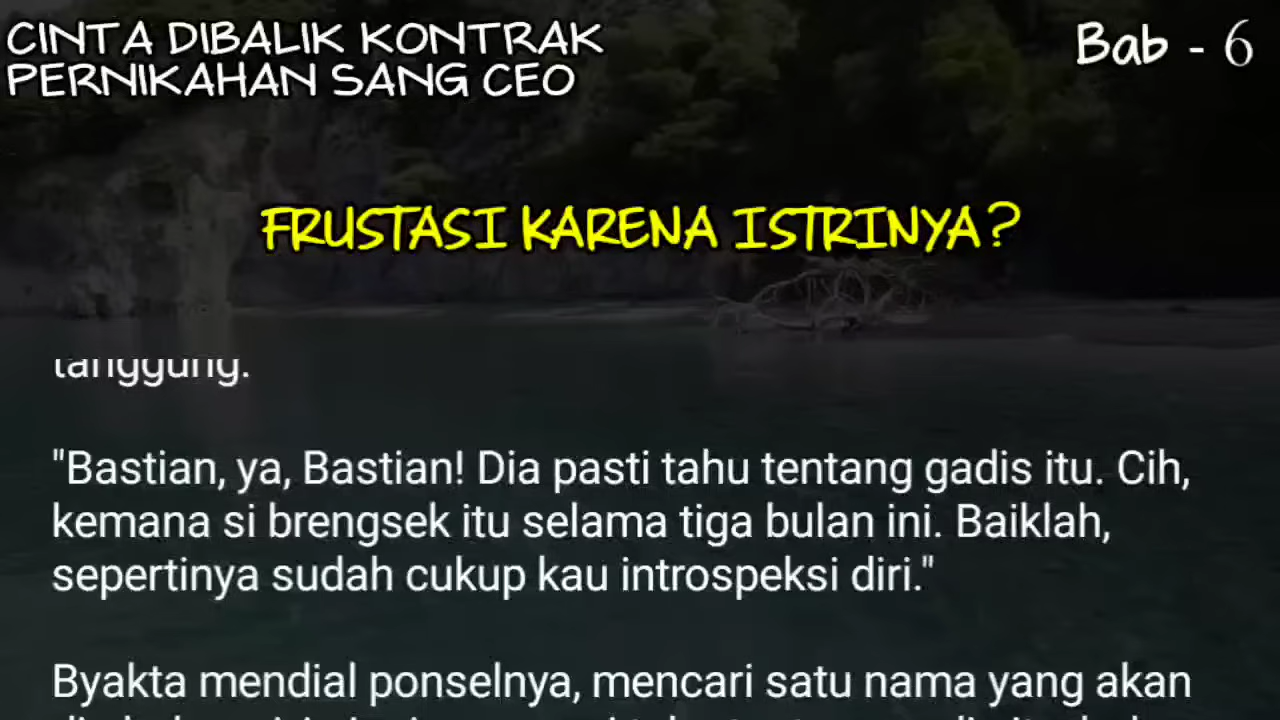 CINTA DIBALIK KONTRAK
PERNIKAHAN SANG CEO
Bab - 6
FRUSTASI KARENA ISTRINYA?
tanggung.
"Bastian, ya, Bastian! Dia pasti tahu tentang gadis itu. Cih,
kemana si brengsek itu selama tiga bulan ini. Baiklah,
sepertinya sudah cukup kau introspeksi diri."
Byakta mendial ponselnya, mencari satu nama yang akan